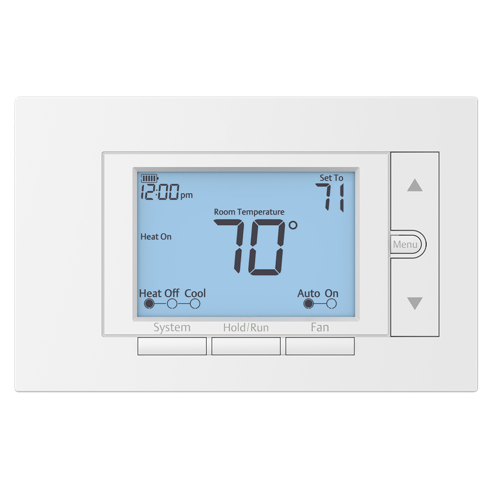 12:00 pm
Set To
71
Room Temperature
70°
Heat On
Heat Off Cool
Auto On
Menu
System Hold/Run Fan